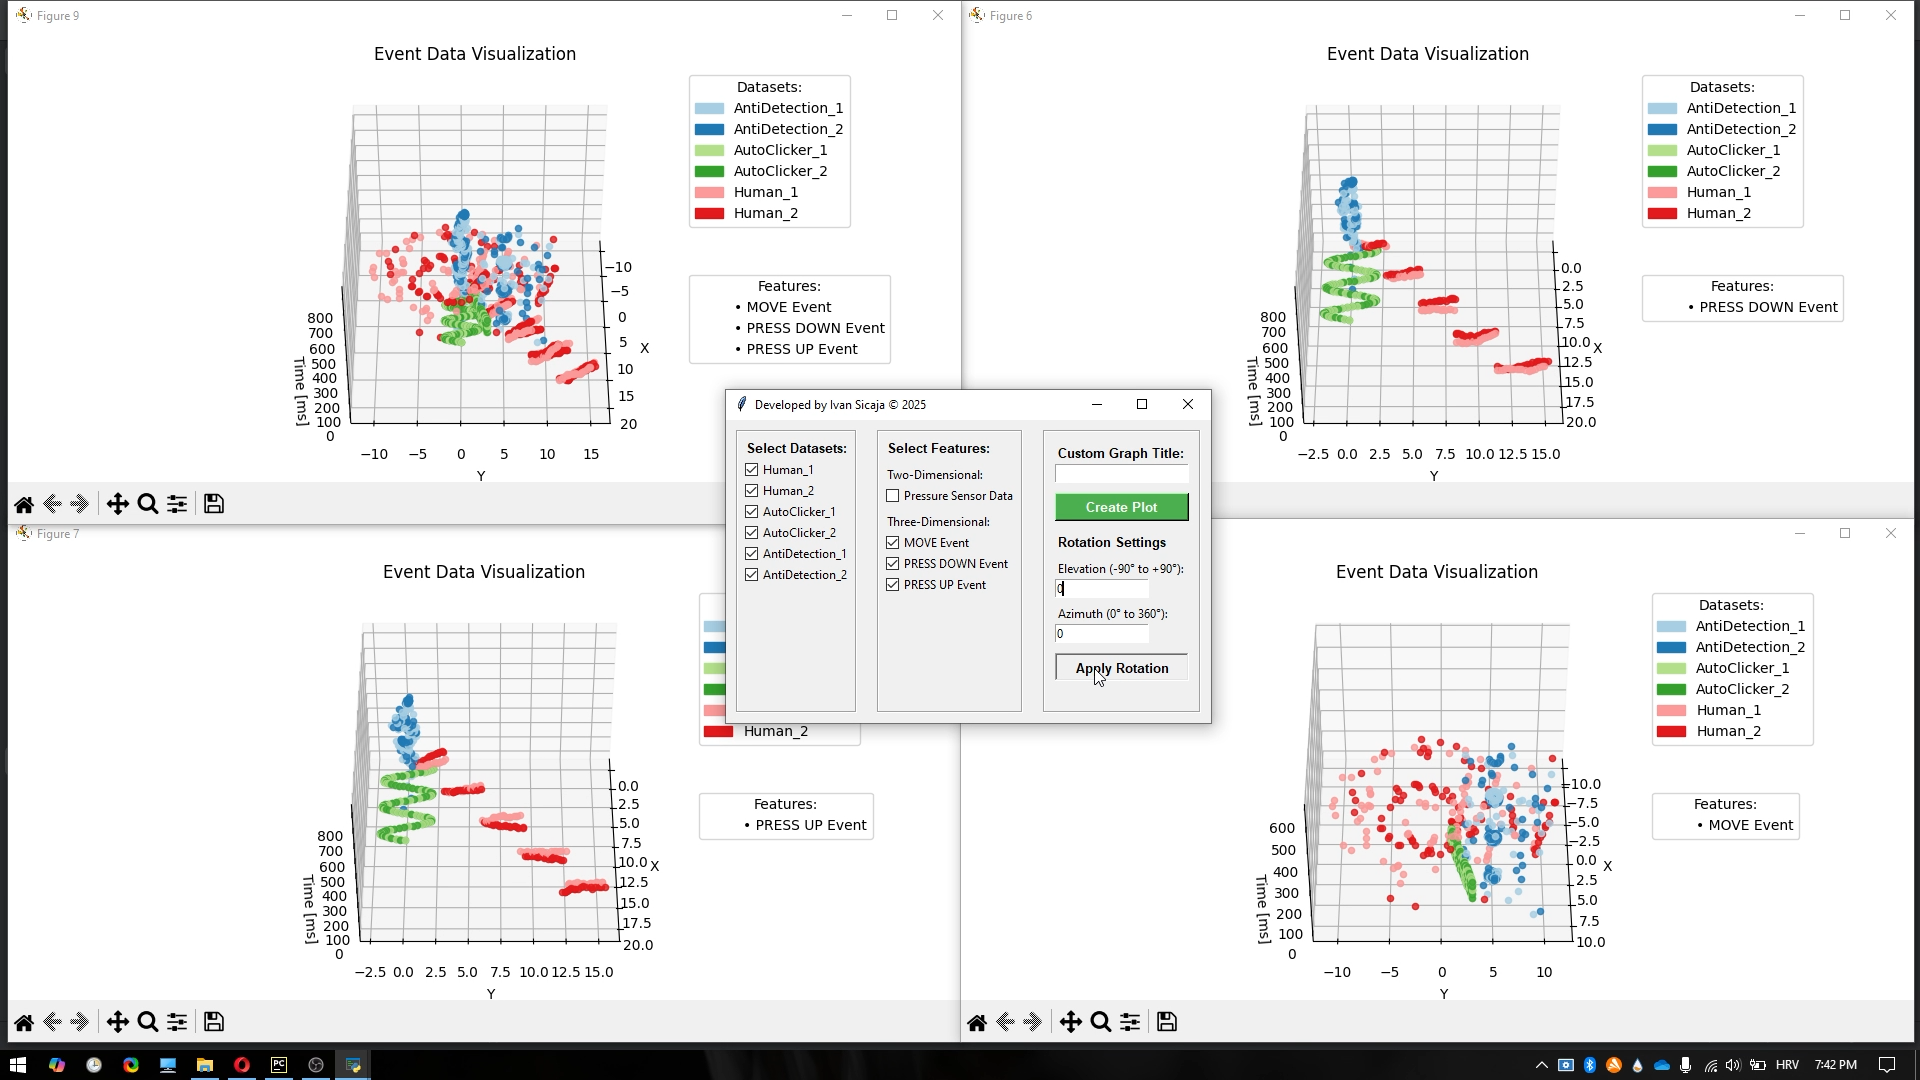 Figure 9
Event Data Visualization
Datasets:
AntiDetection_1
AntiDetection_2
AutoClicker_1
AutoClicker_2
Human_1
Human_2
Features:
• MOVE Event
• PRESS DOWN Event
• PRESS UP Event
−10
−5
0
5
10
15
20
X
800
700
600
500
400
300
200
100
0
Time [ms]
−10 −5 0 5 10 15
Y
Figure 6
Event Data Visualization
Datasets:
AntiDetection_1
AntiDetection_2
AutoClicker_1
AutoClicker_2
Human_1
Human_2
Features:
• PRESS DOWN Event
0.0
2.5
5.0
7.5
10.0
12.5
15.0
17.5
20.0
X
800
700
600
500
400
300
200
100
0
Time [ms]
−2.5 0.0 2.5 5.0 7.5 10.0 12.5 15.0
Y
Developed by Ivan Sicaja © 2025
Select Datasets:
Human_1
Human_2
AutoClicker_1
AutoClicker_2
AntiDetection_1
AntiDetection_2
Select Features:
Two-Dimensional:
Pressure Sensor Data
Three-Dimensional:
MOVE Event
PRESS DOWN Event
PRESS UP Event
Custom Graph Title:
Create Plot
Rotation Settings
Elevation (-90° to +90°):
0
Azimuth (0° to 360°):
0
Apply Rotation
Figure 7
Event Data Visualization
Human_2
Features:
• PRESS UP Event
0.0
2.5
5.0
7.5
10.0
12.5
15.0
17.5
20.0
X
800
700
600
500
400
300
200
100
0
Time [ms]
−2.5 0.0 2.5 5.0 7.5 10.0 12.5 15.0
Y
Event Data Visualization
Datasets:
AntiDetection_1
AntiDetection_2
AutoClicker_1
AutoClicker_2
Human_1
Human_2
Features:
• MOVE Event
−10.0
−7.5
−5.0
−2.5
0.0
2.5
5.0
7.5
10.0
X
600
500
400
300
200
100
0
Time [ms]
−10 −5 0 5 10
Y
PC
HRV
7:42 PM